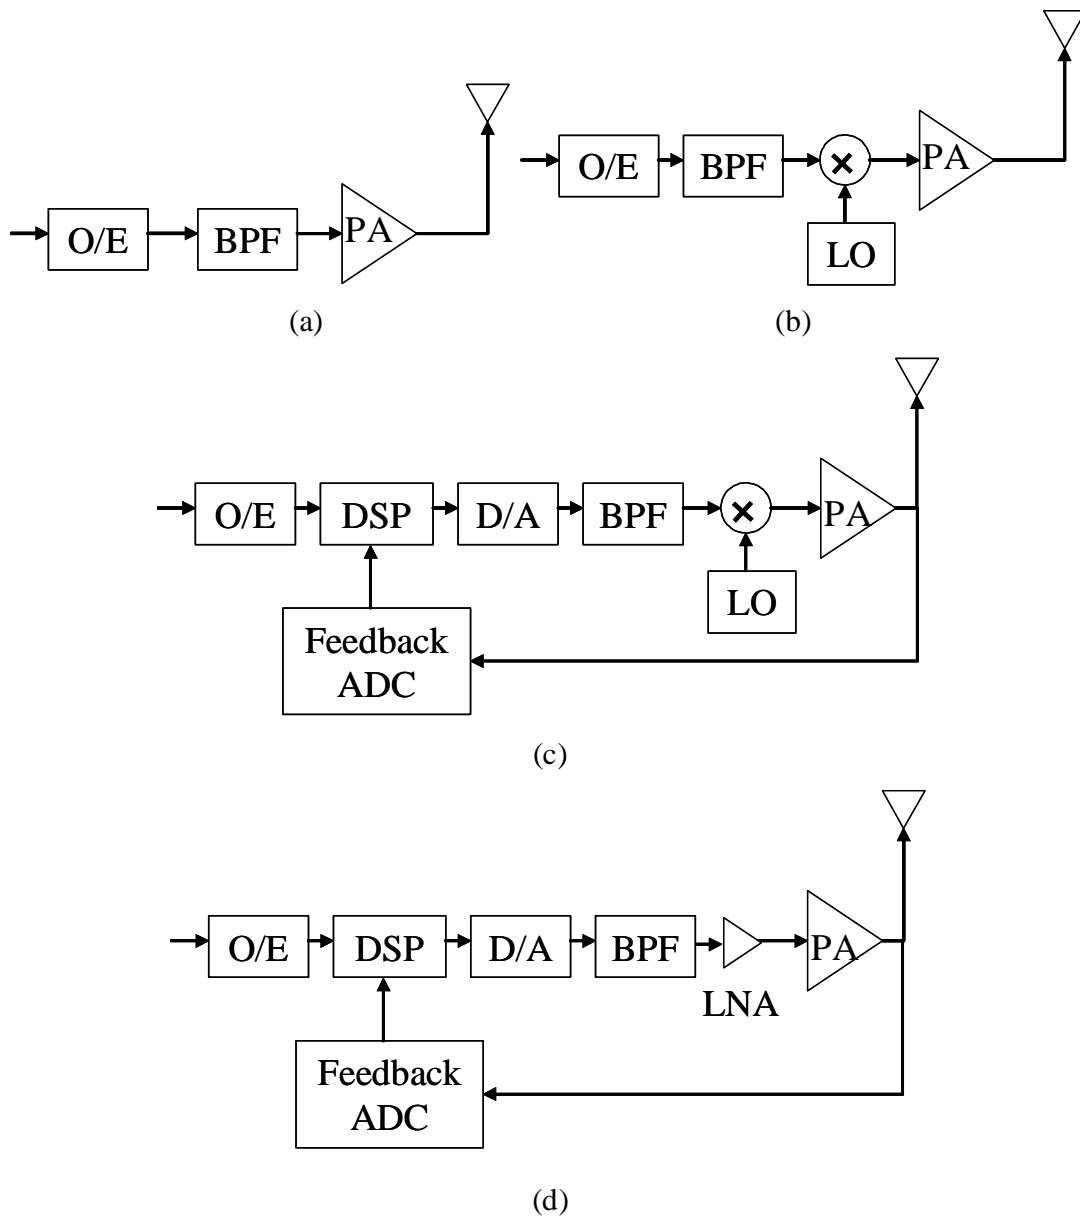 O/E BPF PA
(a)
O/E BPF × PA
LO
(b)
O/E DSP D/A BPF × PA
LO
Feedback
ADC
(c)
O/E DSP D/A BPF PA
LNA
Feedback
ADC
(d)